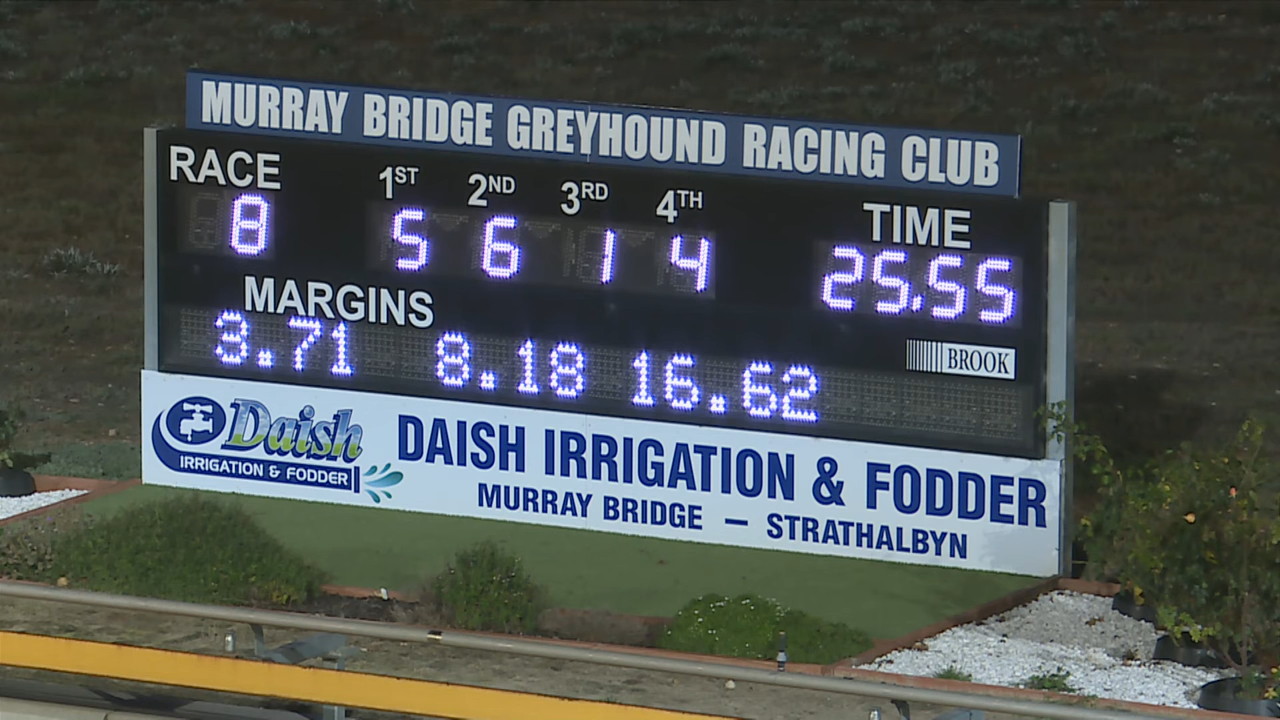 MURRAY BRIDGE GREYHOUND RACING CLUB
RACE 1ST 2ND 3RD 4TH TIME
8 5 6 1 4 25.55
MARGINS
3.71 8.18 16.62
BROOK
Daish
IRRIGATION & FODDER
DAISH IRRIGATION & FODDER
MURRAY BRIDGE – STRATHALBYN